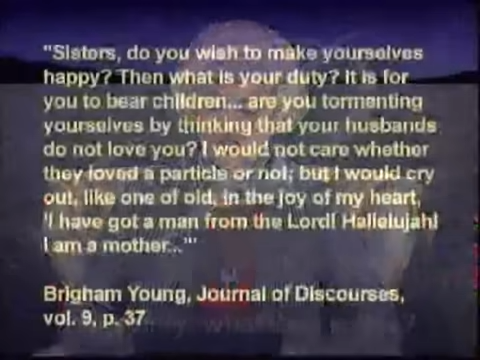 "Sisters, do you wish to make yourselves
happy? Then what is your duty? It is for
you to bear children... are you tormenting
yourselves by thinking that your husbands
do not love you? I would not care whether
they loved a particle or not; but I would cry
out, like one of old, in the joy of my heart,
'I have got a man from the Lord! Hallelujah!
I am a mother...'"
Brigham Young, Journal of Discourses,
vol. 9, p. 37